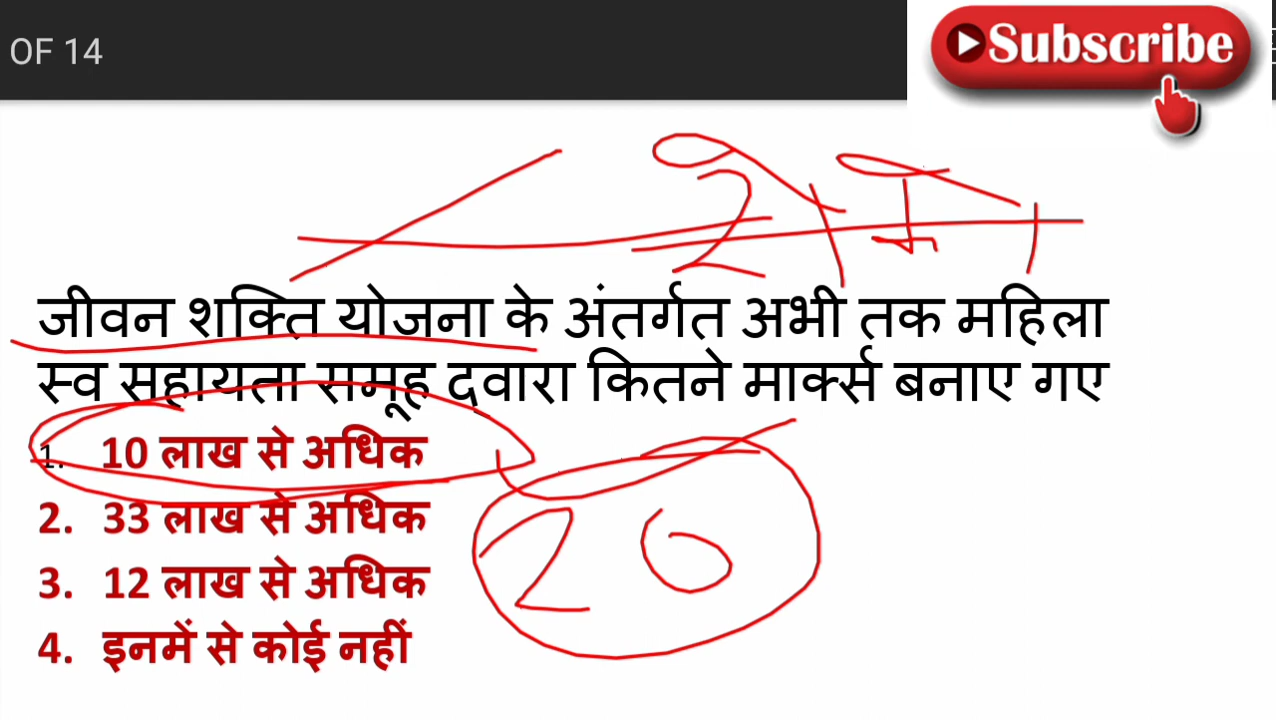 OF 14
Subscribe
जीवन शक्ति योजना के अंतर्गत अभी तक महिला
स्व सहायता समूह द्वारा कितने मार्क्स बनाए गए
1. 10 लाख से अधिक
2. 33 लाख से अधिक
3. 12 लाख से अधिक
4. इनमें से कोई नहीं
20